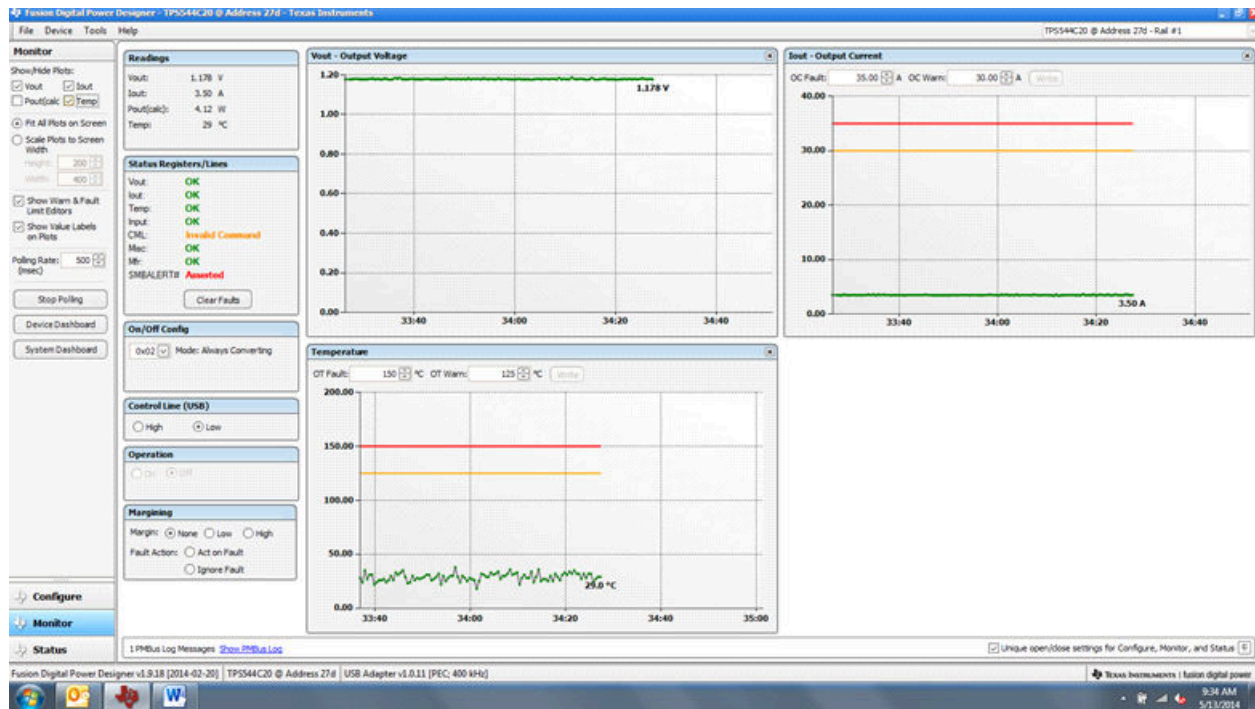 Fusion Digital Power Designer - TPS544C20 @ Address 27d - Texas Instruments
File Device Tools Help
TPS544C20 @ Address 27d - Rail #1
Monitor
Show/Hide Plots:
Vout Iout
Pout(calc Temp
Fit All Plots on Screen
Scale Plots to Screen
Width
Height: 200
Width: 400
Show Warn & Fault
Limit Editors
Show Value Labels
on Plots
Polling Rate: 500
(msec)
Stop Polling
Device Dashboard
System Dashboard
Configure
Monitor
Status
Readings
Vout: 1.178 V
Iout: 3.50 A
Pout(calc): 4.12 W
Temp: 29 °C
Status Registers/Lines
Vout: OK
Iout: OK
Temp: OK
Input: OK
CML: Invalid Command
Misc: OK
Mfr: OK
SMBALERT# Asserted
Clear Faults
On/Off Config
0x02 Mode: Always Converting
Control Line (USB)
High Low
Operation
On Off
Margining
Margin: None Low High
Fault Action: Act on Fault
Ignore Fault
Vout - Output Voltage
1.20
1.178 V
1.00
0.80
0.60
0.40
0.20
0.00
33:40 34:00 34:20 34:40
Iout - Output Current
OC Fault: 35.00 A OC Warn: 30.00 A Write
40.00
30.00
20.00
10.00
3.50 A
0.00
33:40 34:00 34:20 34:40
Temperature
OT Fault: 150 °C OT Warn: 125 °C Write
200.00
150.00
100.00
50.00
29.0 °C
0.00
33:40 34:00 34:20 34:40 35:00
1 PMBus Log Messages Show PMBus Log
Unique open/close settings for Configure, Monitor, and Status
Fusion Digital Power Designer v1.9.18 [2014-02-20] TPS544C20 @ Address 27d USB Adapter v1.0.11 [PEC; 400 kHz]
TEXAS INSTRUMENTS | fusion digital power
9:34 AM
5/13/2014